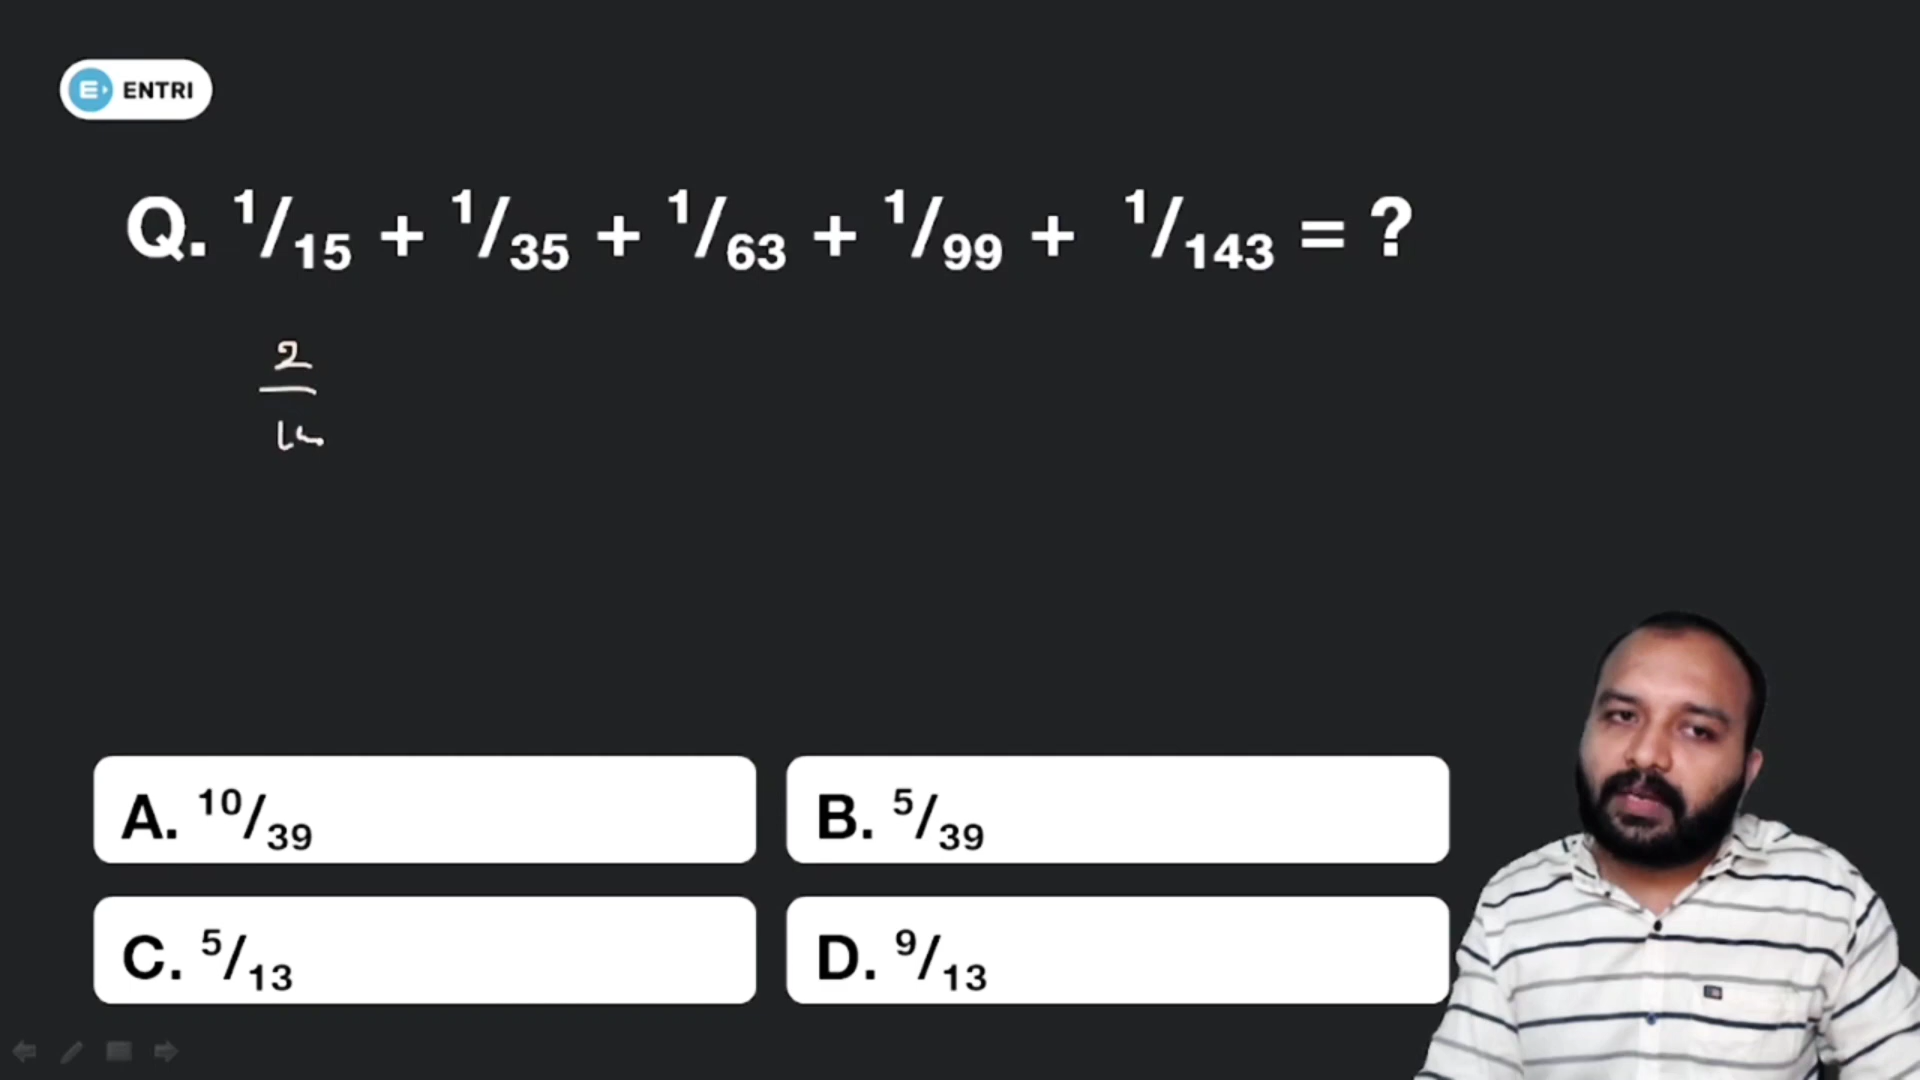 ENTRI
Q. 1/15 + 1/35 + 1/63 + 1/99 + 1/143 = ?
2
A. 10/39
B. 5/39
C. 5/13
D. 9/13